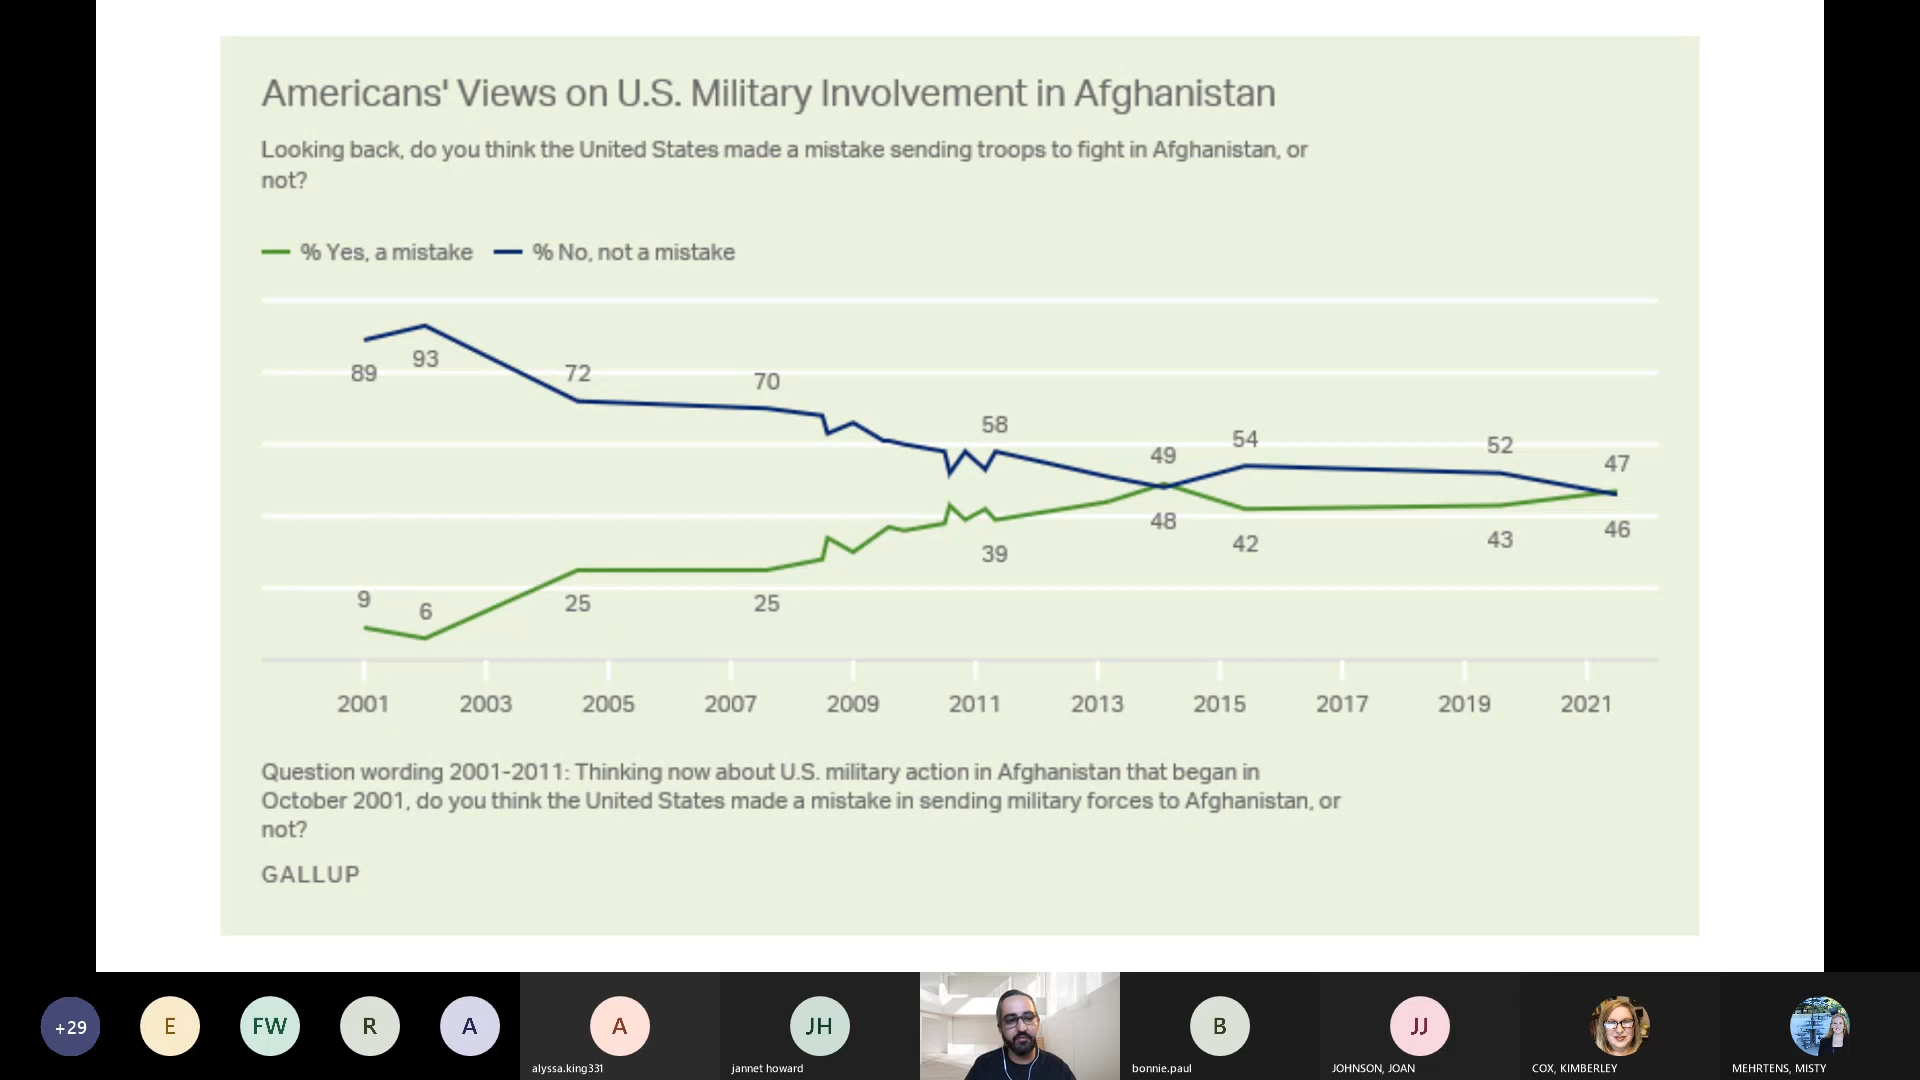 Americans' Views on U.S. Military Involvement in Afghanistan
Looking back, do you think the United States made a mistake sending troops to fight in Afghanistan, or
not?
% Yes, a mistake % No, not a mistake
89 93 72 70 58 49 54 52 47
9 6 25 25 39 48 42 43 46
2001 2003 2005 2007 2009 2011 2013 2015 2017 2019 2021
Question wording 2001-2011: Thinking now about U.S. military action in Afghanistan that began in
October 2001, do you think the United States made a mistake in sending military forces to Afghanistan, or
not?
GALLUP
+29 E FW R A A JH B JJ
alyssa.king331 jannet howard bonnie.paul JOHNSON, JOAN COX, KIMBERLEY MEHRTENS, MISTY